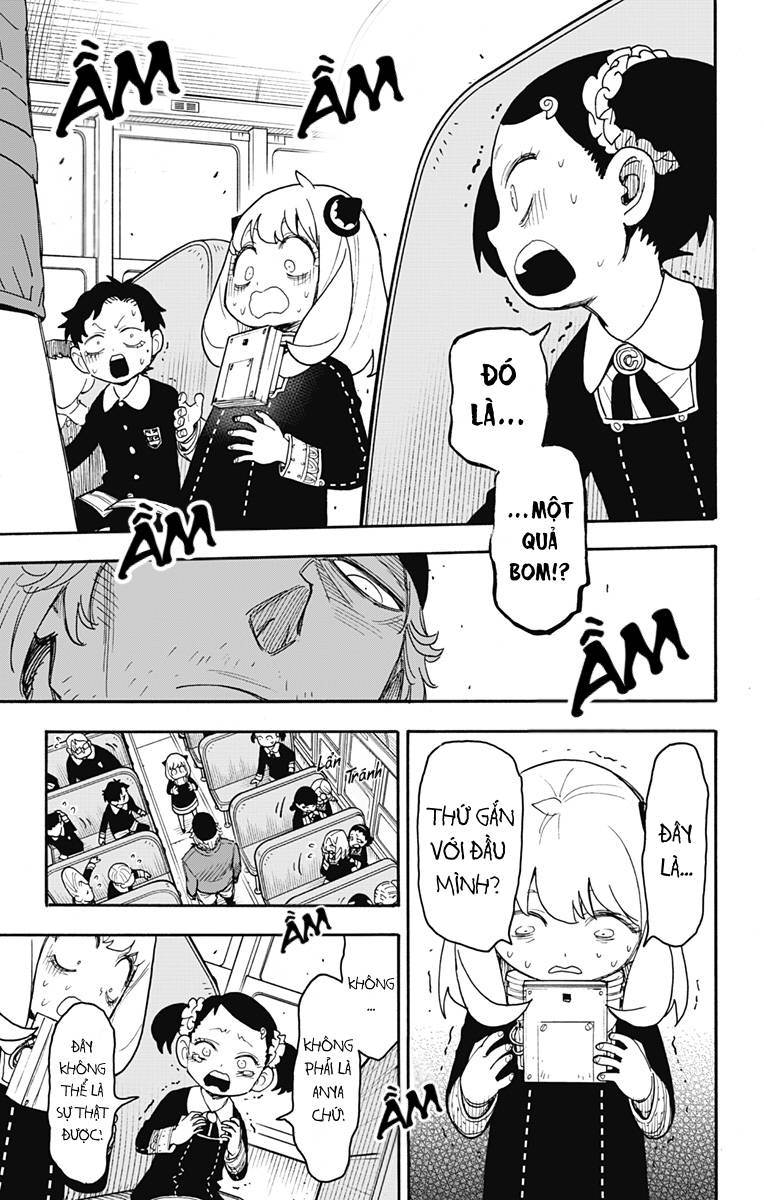 ẦM
ẦM
ĐÓ
LÀ...
...MỘT
QUẢ
BOM!?
ẦM
ẦM
ĐÂY
LÀ...
THỨ GẮN
VỚI ĐẦU
MÌNH?
Lẩn
Tránh
ẦM
KHÔNG
...
KHÔNG
PHẢI LÀ
ANYA
CHỨ!
ĐÂY
KHÔNG
THỂ LÀ
SỰ THẬT
ĐƯỢC!
ẦM